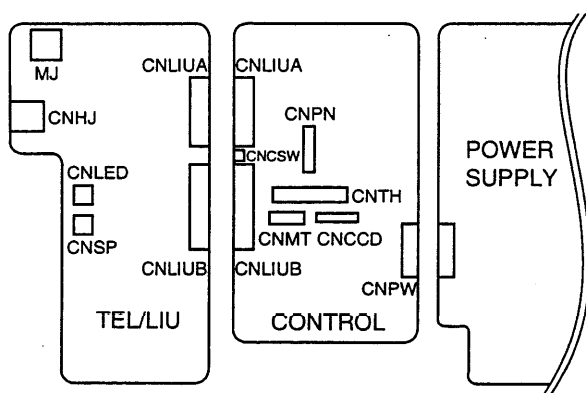 MJ
CNHJ
CNLED
CNSP
CNLIUA
CNLIUB
TEL/LIU
CNLIUA
CNPN
CNCSW
CNTH
CNMT
CNCCD
CNLIUB
CNPW
CONTROL
POWER
SUPPLY